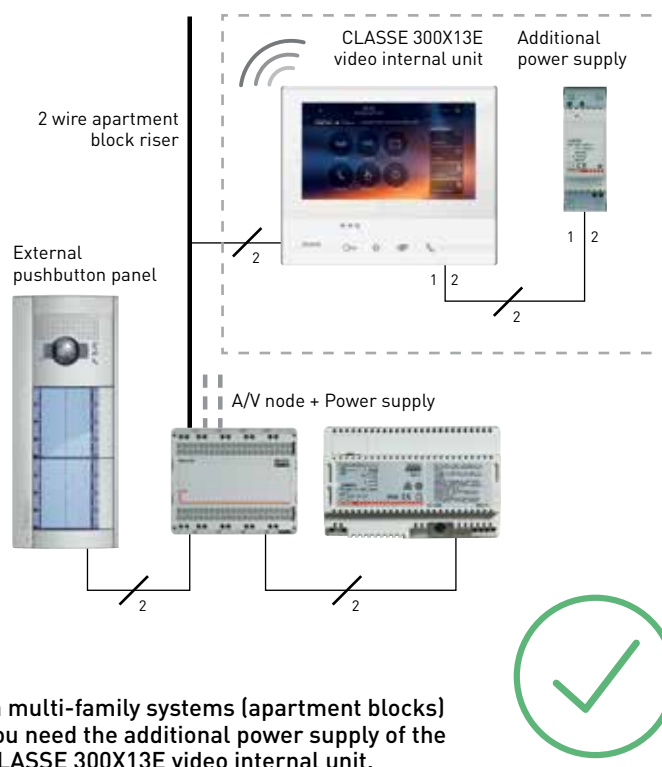 CLASSE 300X13E
video internal unit
Additional
power supply
2 wire apartment
block riser
2
External
pushbutton panel
1 2
1 2
2
A/V node + Power supply
2
2
multi-family systems (apartment blocks)
you need the additional power supply of the
CLASSE 300X13E video internal unit.